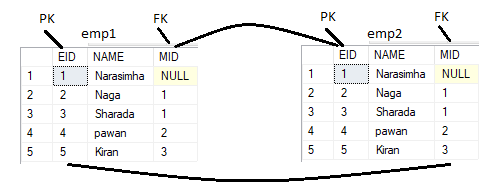 PK FK PK FK
emp1 emp2
EID NAME MID EID NAME MID
1 1 Narasimha NULL 1 1 Narasimha NULL
2 2 Naga 1 2 2 Naga 1
3 3 Sharada 1 3 3 Sharada 1
4 4 pawan 2 4 4 pawan 2
5 5 Kiran 3 5 5 Kiran 3